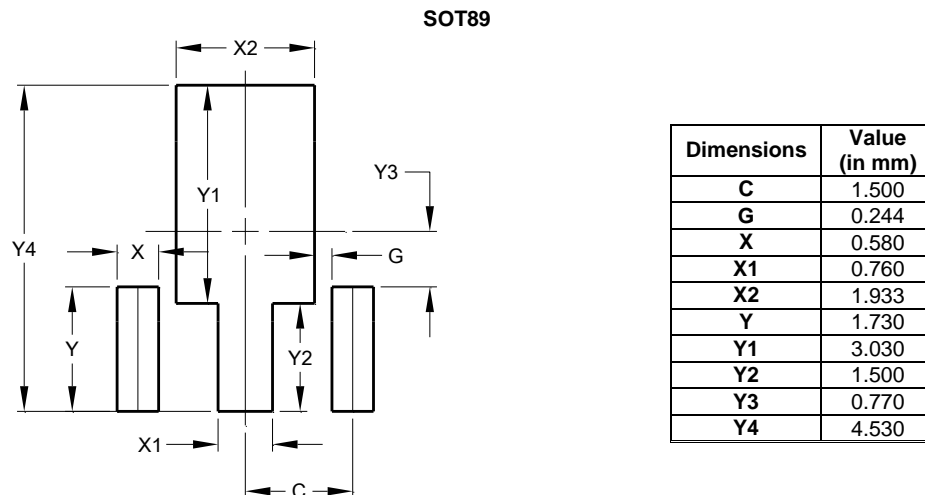 SOT89
X2
Y3
Y1
Y4
X
G
Y
Y2
X1
C
Dimensions Value (in mm)
C 1.500
G 0.244
X 0.580
X1 0.760
X2 1.933
Y 1.730
Y1 3.030
Y2 1.500
Y3 0.770
Y4 4.530